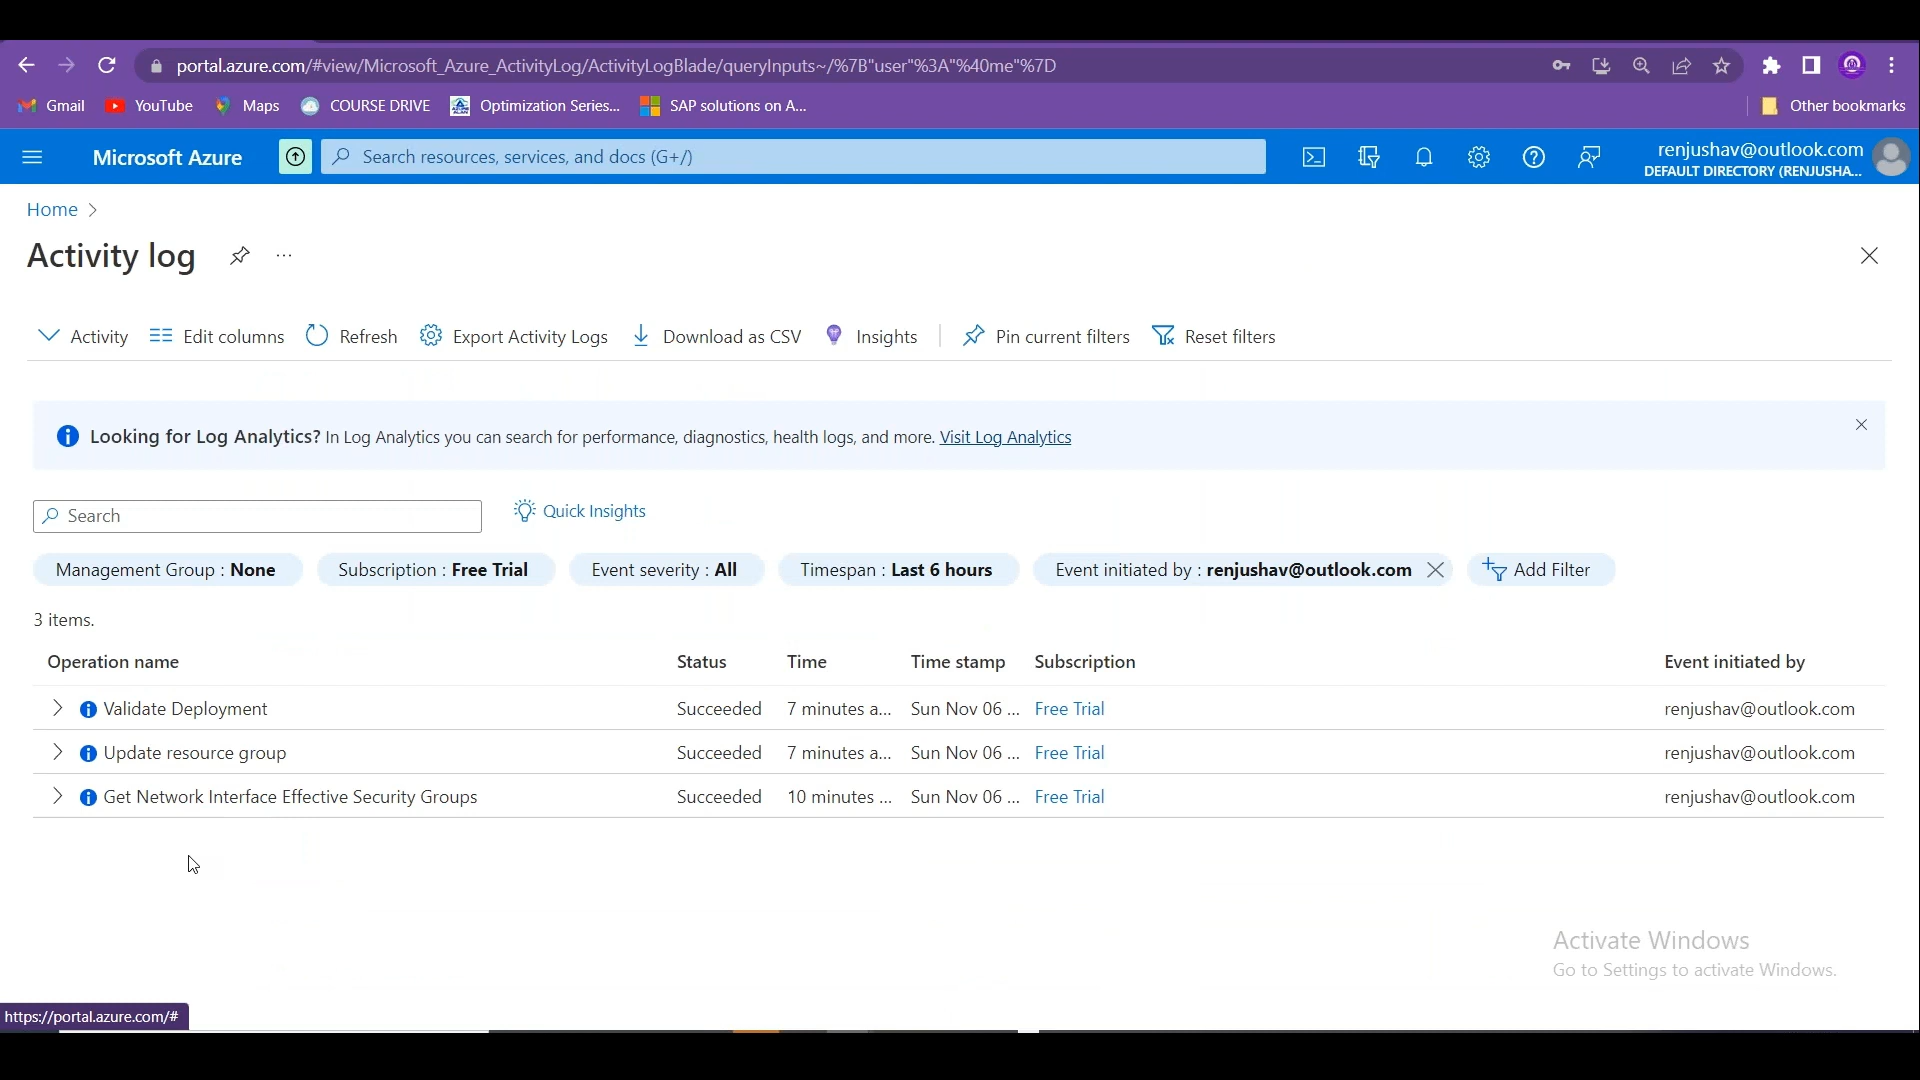 portal.azure.com/#view/Microsoft_Azure_ActivityLog/ActivityLogBlade/queryInputs~/%7B"user"%3A"%40me"%7D
Gmail YouTube Maps COURSE DRIVE Optimization Series... SAP solutions on A... Other bookmarks
Microsoft Azure Search resources, services, and docs (G+/) renjushav@outlook.com
DEFAULT DIRECTORY (RENJUSHA...
Home >
Activity log ...
Activity Edit columns Refresh Export Activity Logs Download as CSV Insights Pin current filters Reset filters
Looking for Log Analytics? In Log Analytics you can search for performance, diagnostics, health logs, and more. Visit Log Analytics
Search Quick Insights
Management Group : None Subscription : Free Trial Event severity : All Timespan : Last 6 hours Event initiated by : renjushav@outlook.com Add Filter
3 items.
Operation name Status Time Time stamp Subscription Event initiated by
Validate Deployment Succeeded 7 minutes a... Sun Nov 06 ... Free Trial renjushav@outlook.com
Update resource group Succeeded 7 minutes a... Sun Nov 06 ... Free Trial renjushav@outlook.com
Get Network Interface Effective Security Groups Succeeded 10 minutes ... Sun Nov 06 ... Free Trial renjushav@outlook.com
Activate Windows
Go to Settings to activate Windows.
https://portal.azure.com/#